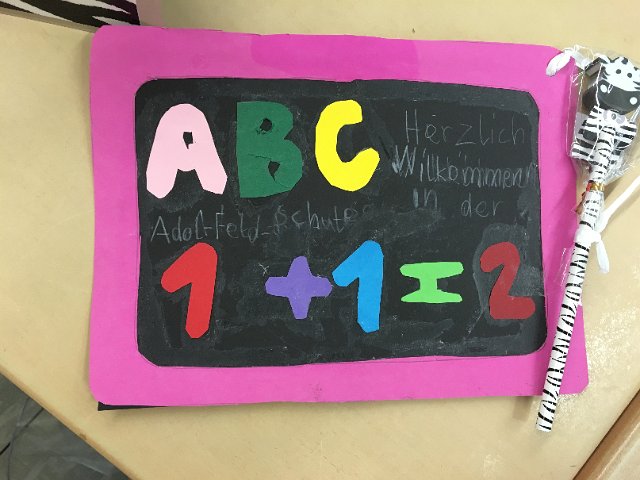 ABC
Herzlich
Willkommen
in der
Adolf-Feld-Schule
1+1=2